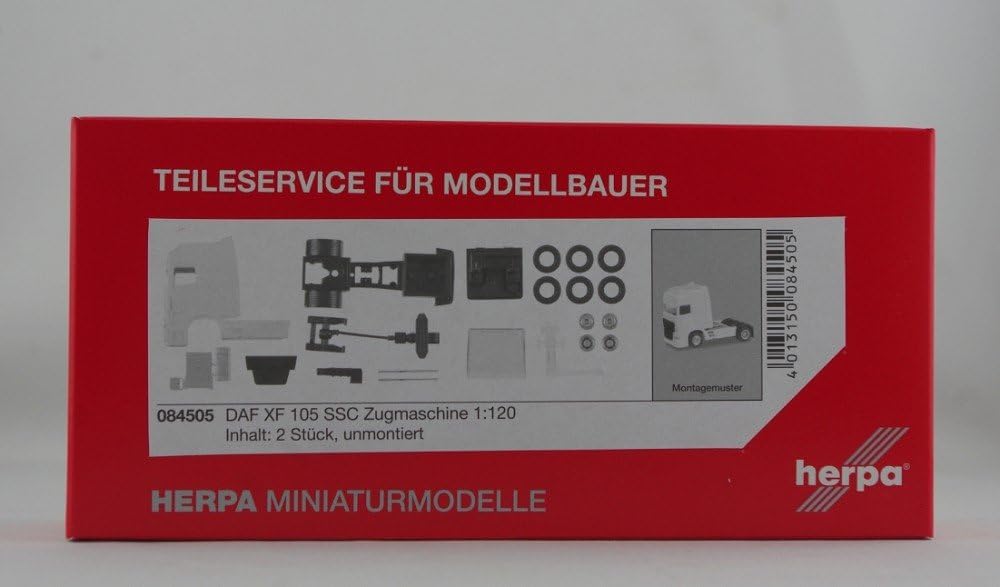 TEILESERVICE FÜR MODELLBAUER
Montagemuster
4 013150 084505
084505 DAF XF 105 SSC Zugmaschine 1:120
Inhalt: 2 Stück, unmontiert
herpa®
HERPA MINIATURMODELLE